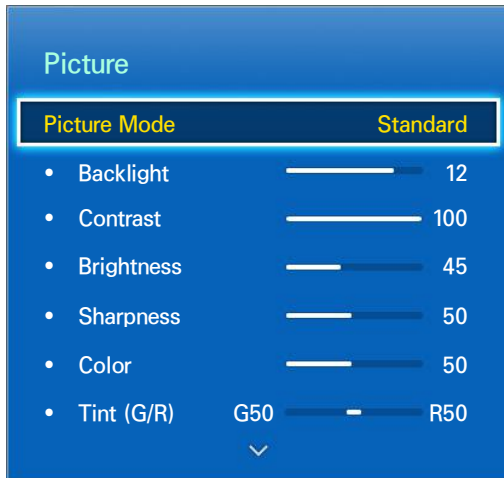 Picture
Picture Mode Standard
• Backlight 12
• Contrast 100
• Brightness 45
• Sharpness 50
• Color 50
• Tint (G/R) G50 R50